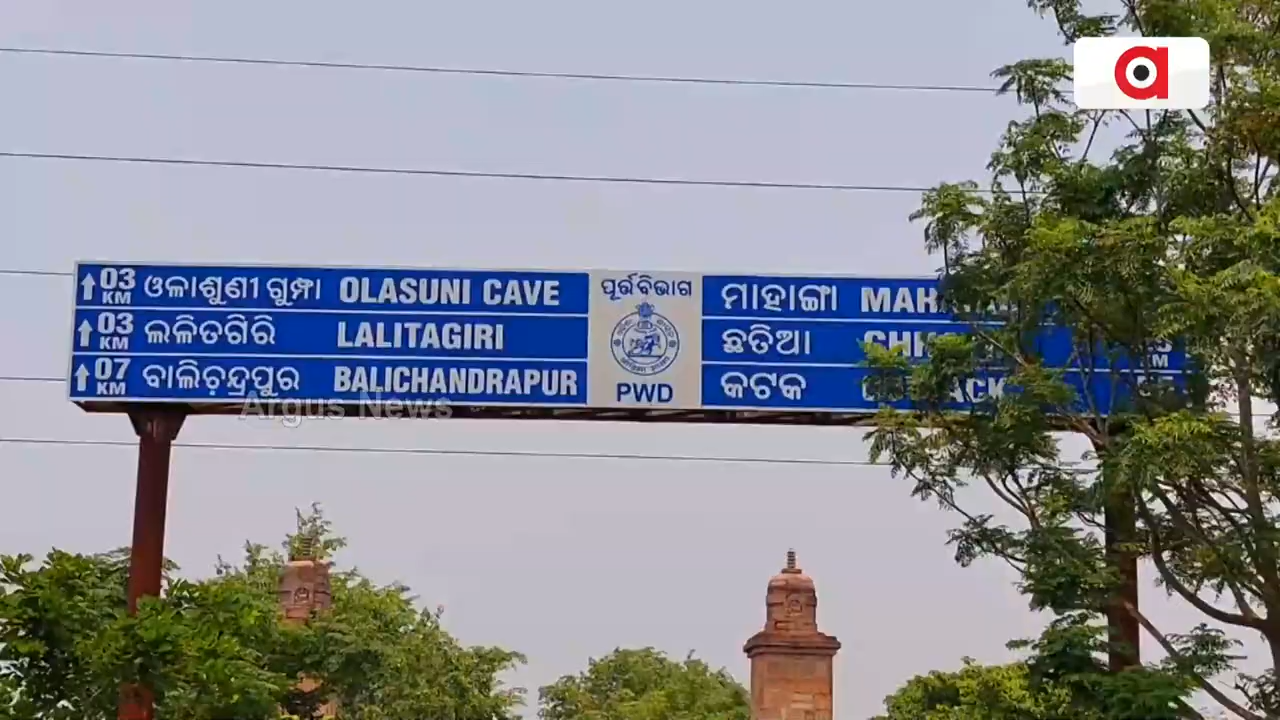 03 KM ଓଳାଶୁଣୀ ଗୁମ୍ଫା OLASUNI CAVE
03 KM ଲଳିତଗିରି LALITAGIRI
07 KM ବାଲିଚନ୍ଦ୍ରପୁର BALICHANDRAPUR
ପୂର୍ତ୍ତ ବିଭାଗ
PWD
ମାହାଙ୍ଗା
ଛତିଆ
କଟକ
Argus News